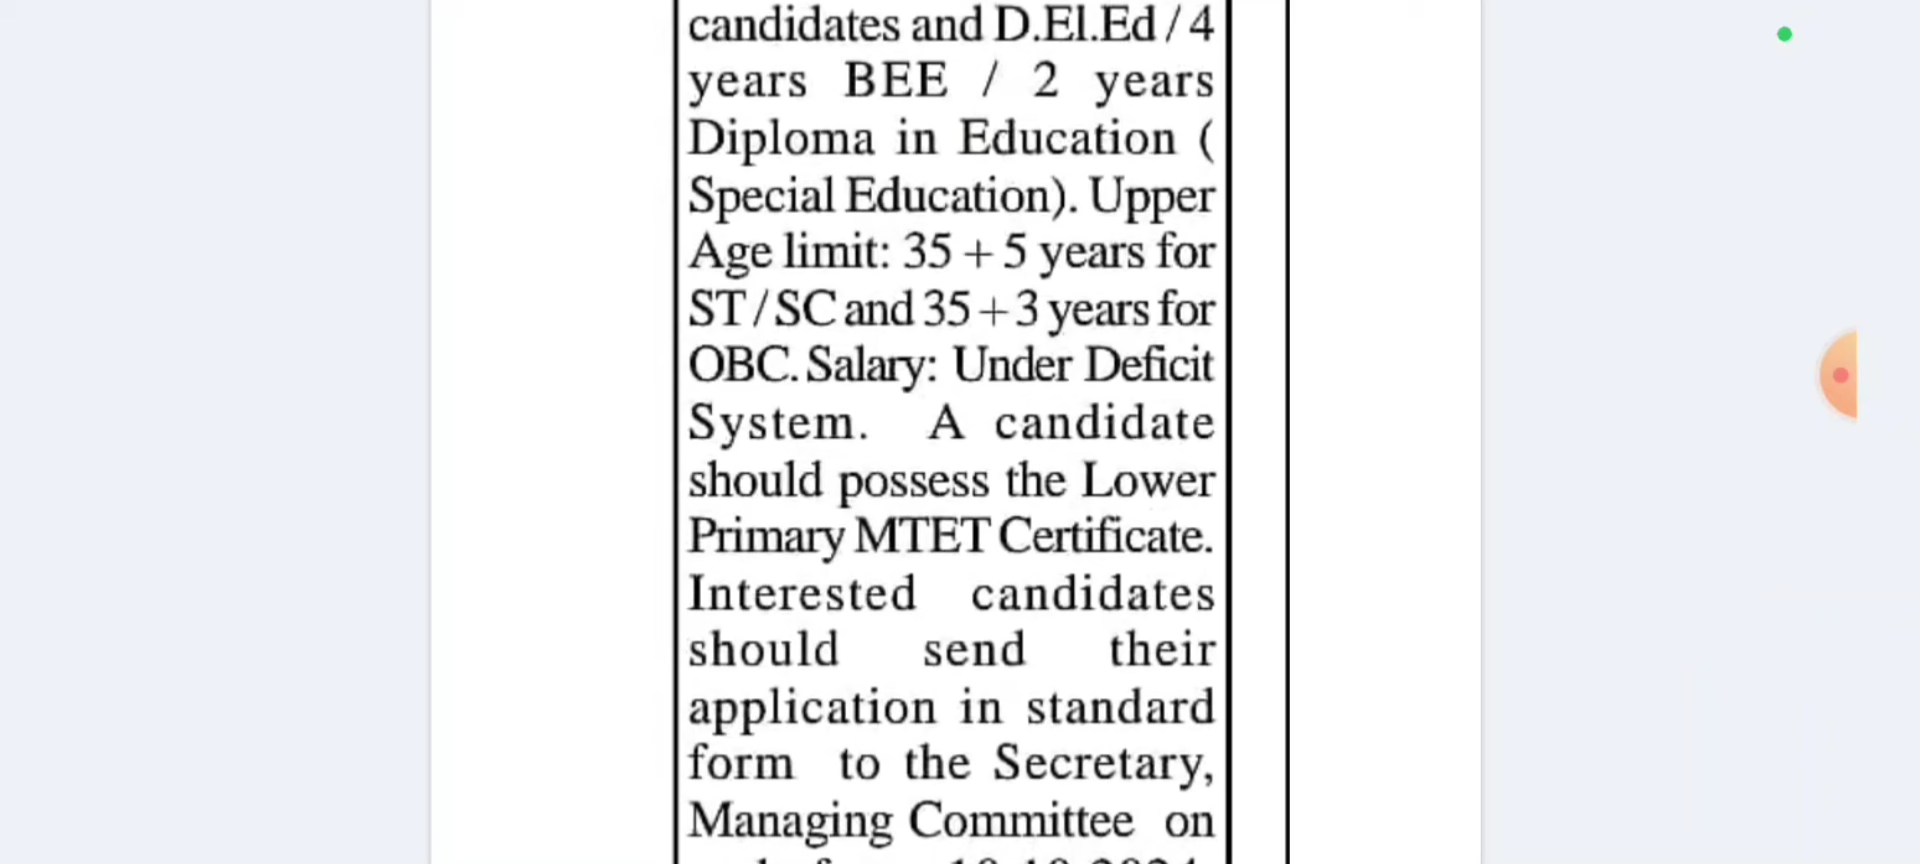 candidates and D.El.Ed / 4
years BEE / 2 years
Diploma in Education (
Special Education). Upper
Age limit: 35 + 5 years for
ST / SC and 35 + 3 years for
OBC. Salary: Under Deficit
System. A candidate
should possess the Lower
Primary MTET Certificate.
Interested candidates
should send their
application in standard
form to the Secretary,
Managing Committee on